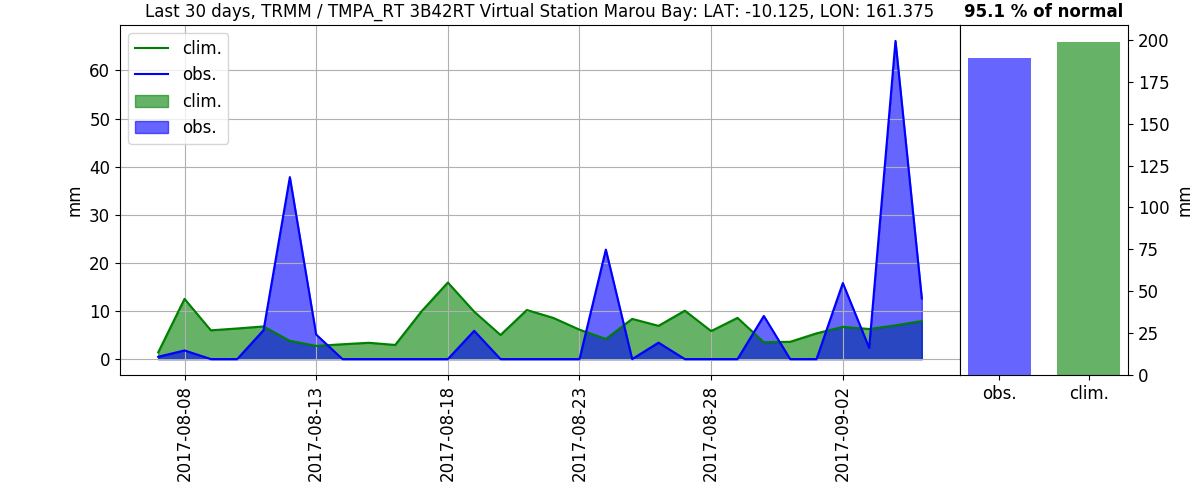 Last 30 days, TRMM / TMPA_RT 3B42RT Virtual Station Marou Bay: LAT: -10.125, LON: 161.375
95.1 % of normal
clim.
obs.
clim.
obs.
60
50
40
30
20
10
0
mm
2017-08-08
2017-08-13
2017-08-18
2017-08-23
2017-08-28
2017-09-02
200
175
150
125
100
75
50
25
0
mm
obs.
clim.